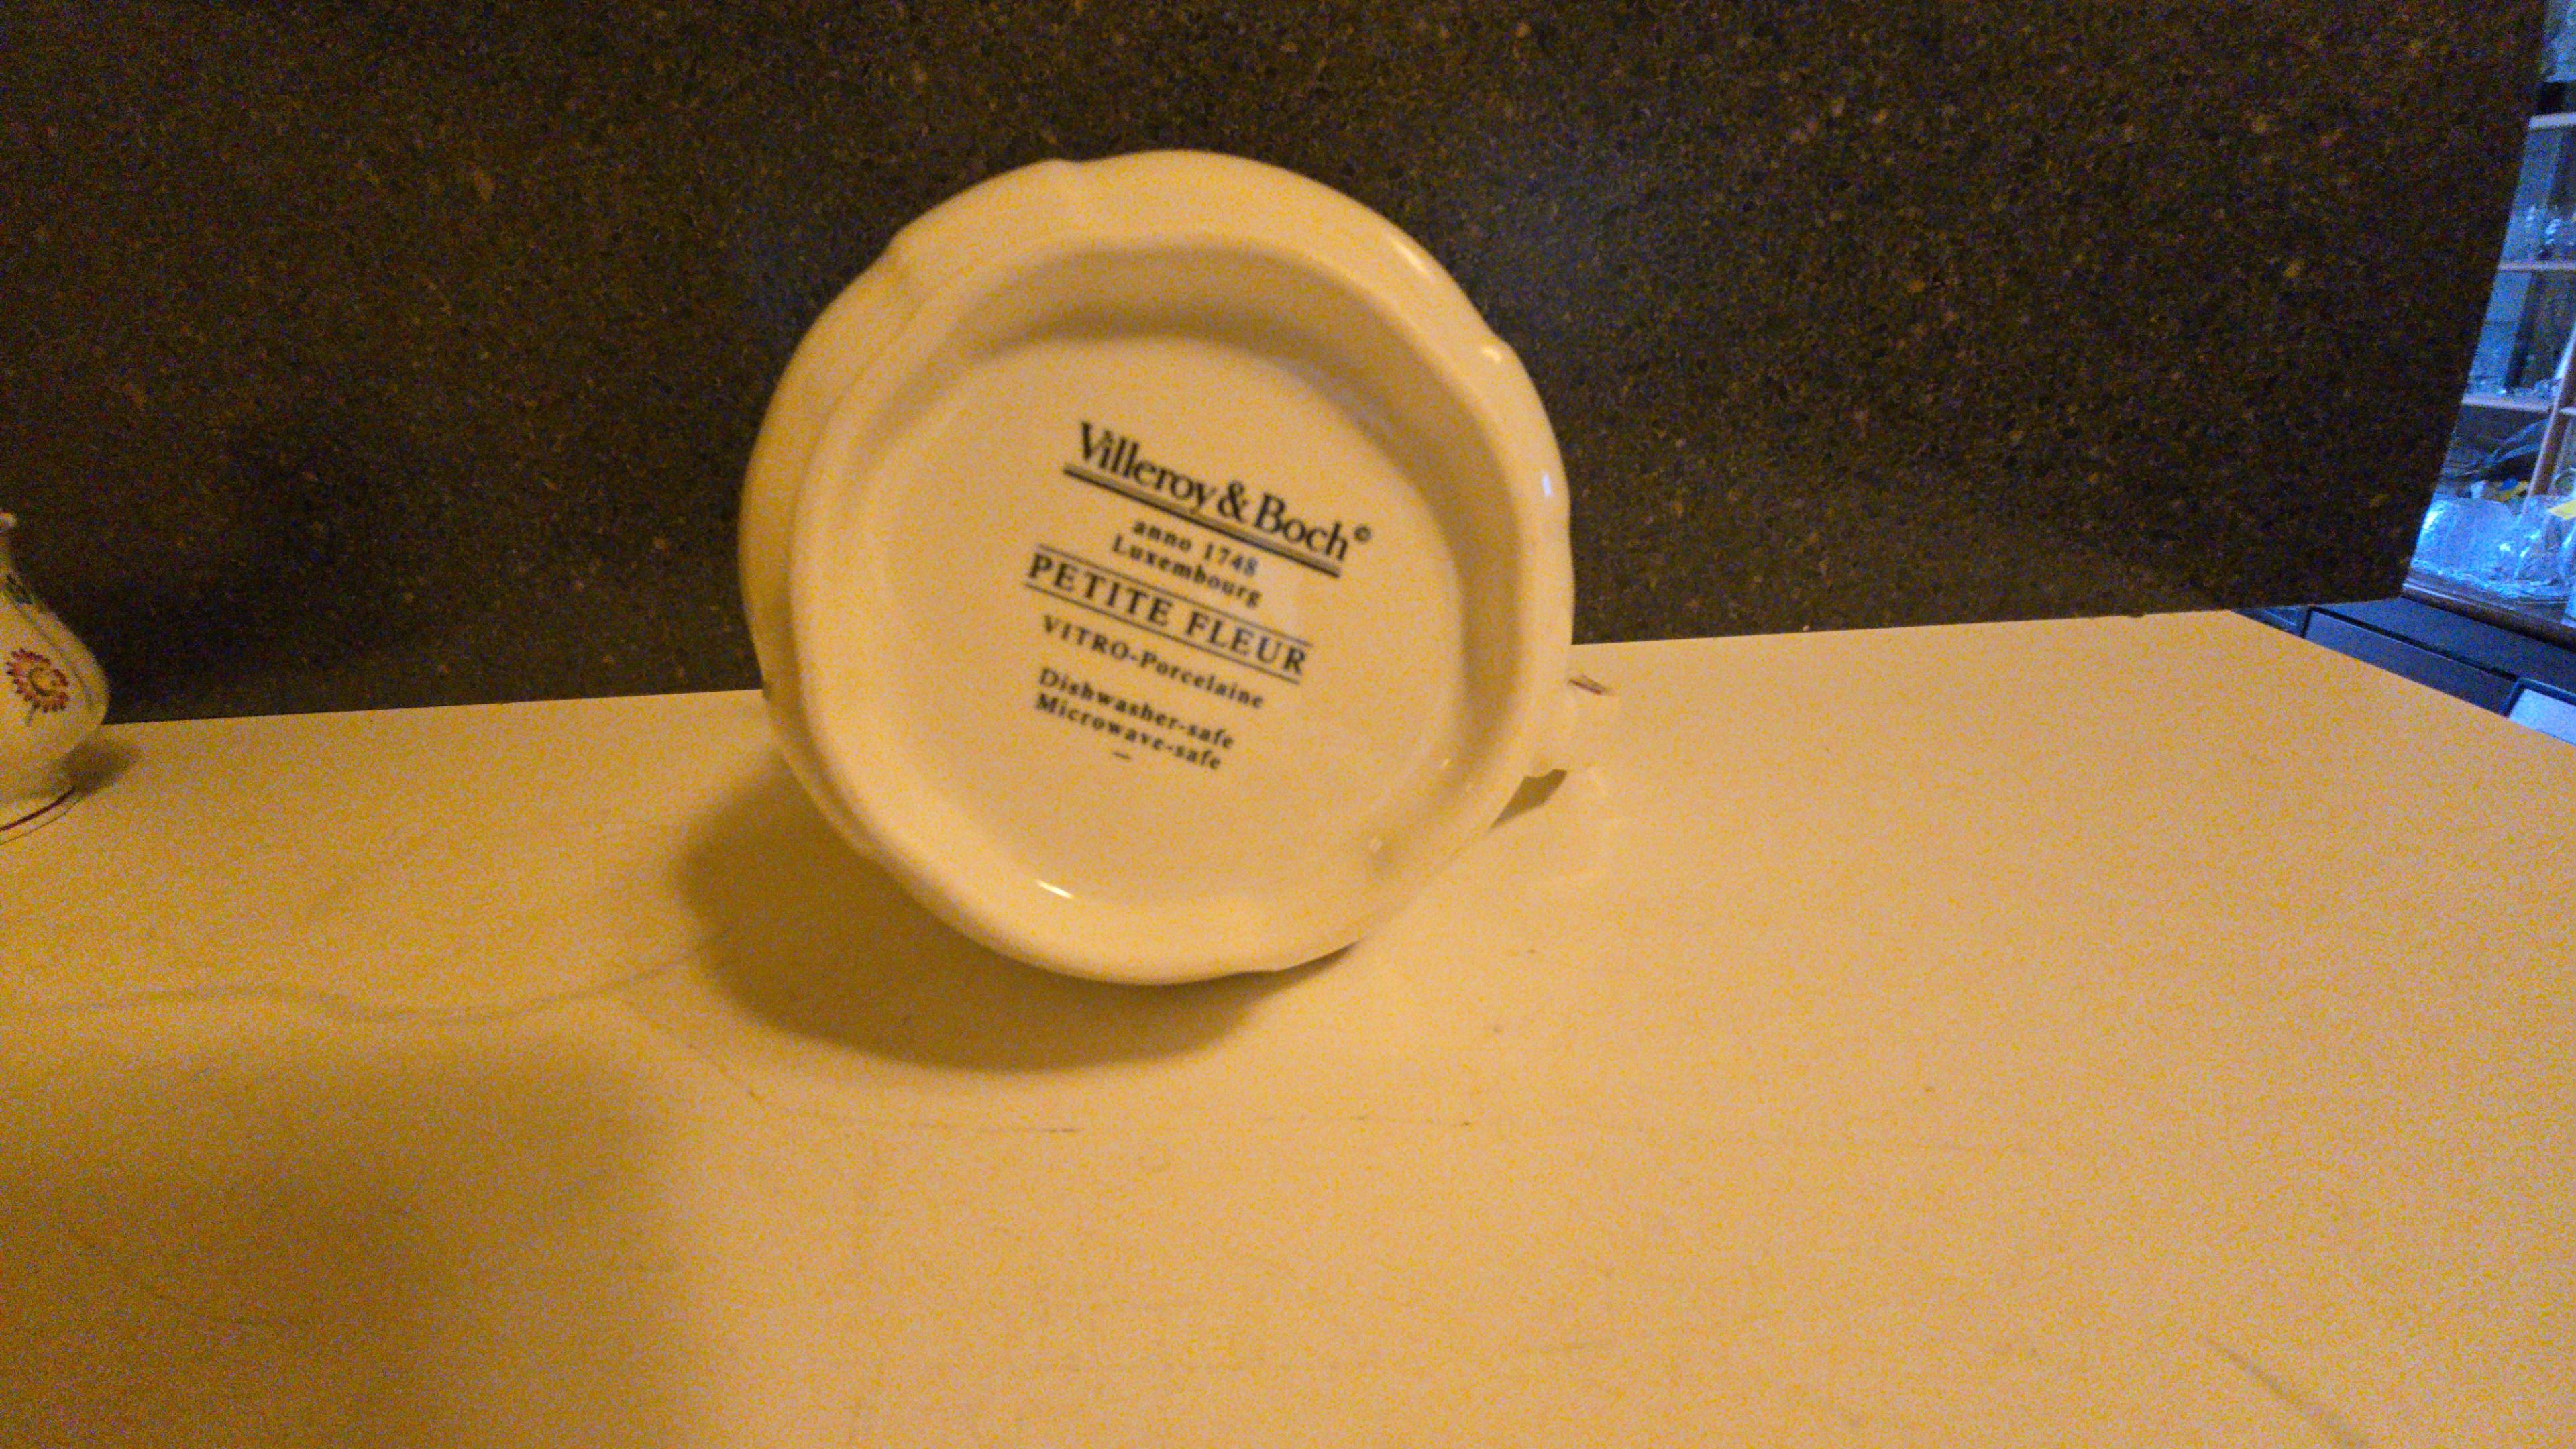 Villeroy & Boch©
anno 1748
Luxembourg
PETITE FLEUR
VITRO-Porcelaine
Dishwasher-safe
Microwave-safe